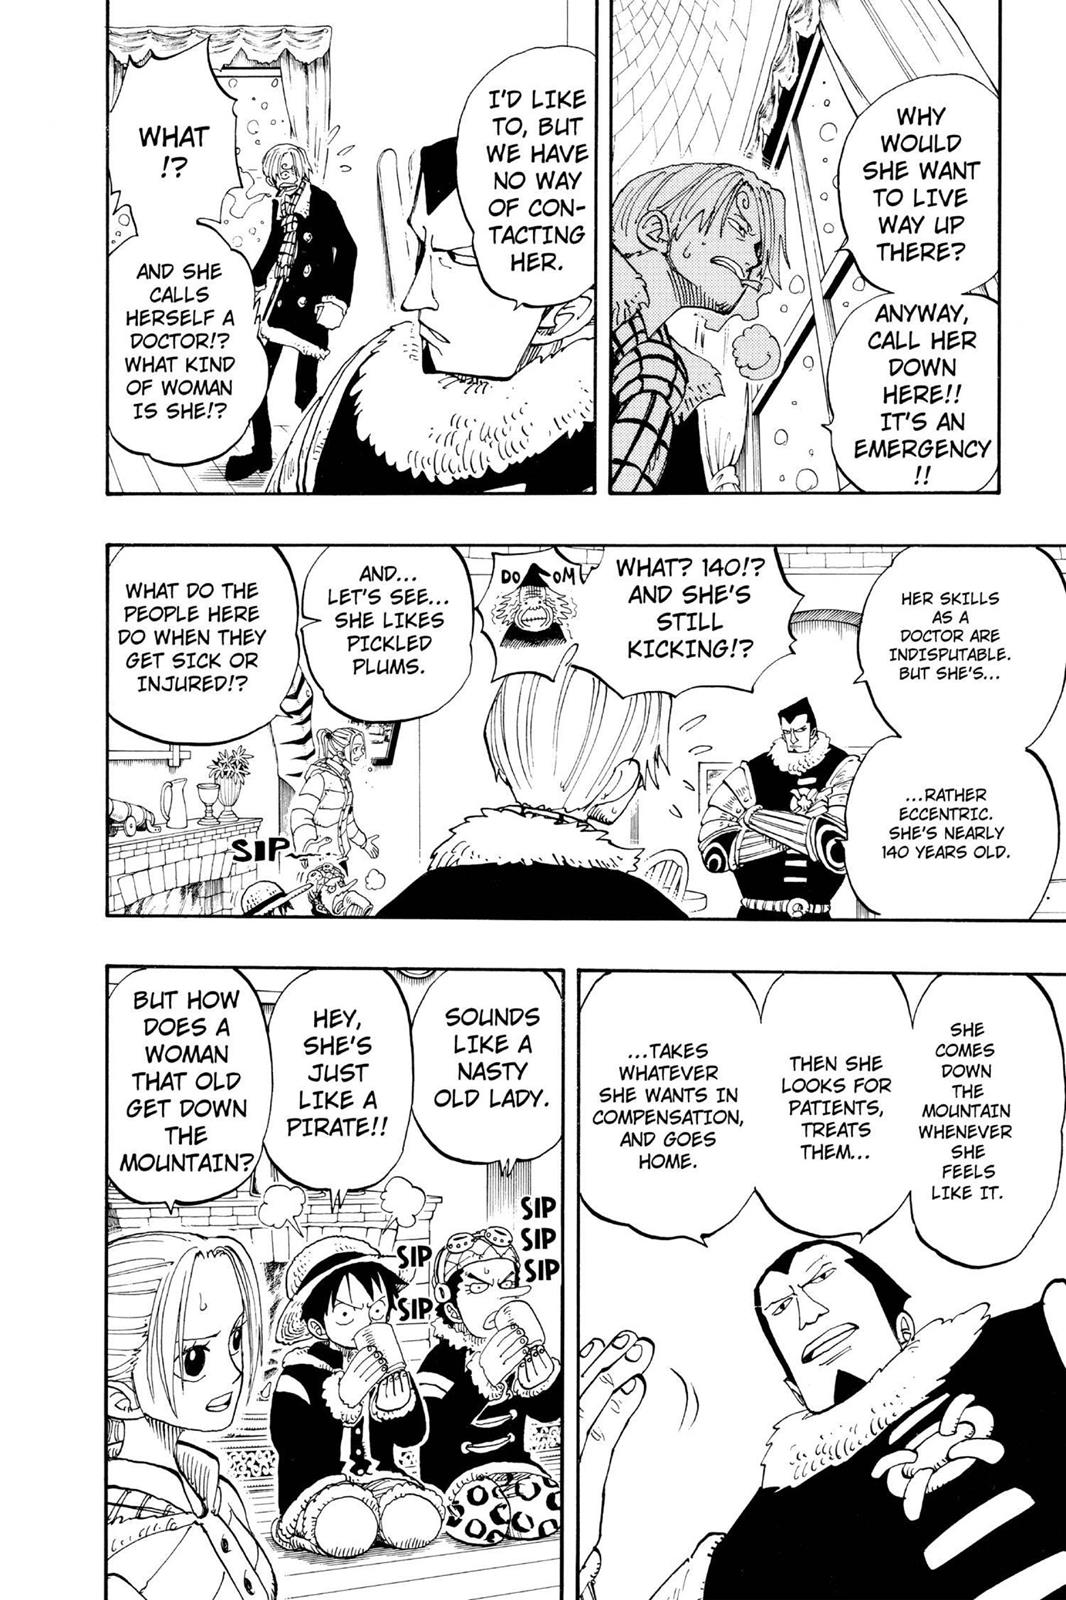 WHY
WOULD
SHE WANT
TO LIVE
WAY UP
THERE?
ANYWAY,
CALL HER
DOWN
HERE!!
IT'S AN
EMERGENCY
!!
I'D LIKE
TO, BUT
WE HAVE
NO WAY
OF CON-
TACTING
HER.
WHAT
!?
AND SHE
CALLS
HERSELF A
DOCTOR!?
WHAT KIND
OF WOMAN
IS SHE!?
HER SKILLS
AS A
DOCTOR ARE
INDISPUTABLE.
BUT SHE'S...
...RATHER
ECCENTRIC.
SHE'S NEARLY
140 YEARS OLD.
WHAT? 140!?
AND SHE'S
STILL
KICKING!?
DOOM
AND...
LET'S SEE...
SHE LIKES
PICKLED
PLUMS.
WHAT DO THE
PEOPLE HERE
DO WHEN THEY
GET SICK OR
INJURED!?
SIP
SHE
COMES
DOWN
THE
MOUNTAIN
WHENEVER
SHE
FEELS
LIKE IT.
THEN SHE
LOOKS FOR
PATIENTS,
TREATS
THEM...
...TAKES
WHATEVER
SHE WANTS IN
COMPENSATION,
AND GOES
HOME.
SOUNDS
LIKE A
NASTY
OLD LADY.
HEY,
SHE'S
JUST
LIKE A
PIRATE!!
BUT HOW
DOES A
WOMAN
THAT OLD
GET DOWN
THE
MOUNTAIN?
SIP
SIP
SIP
SIP
SIP